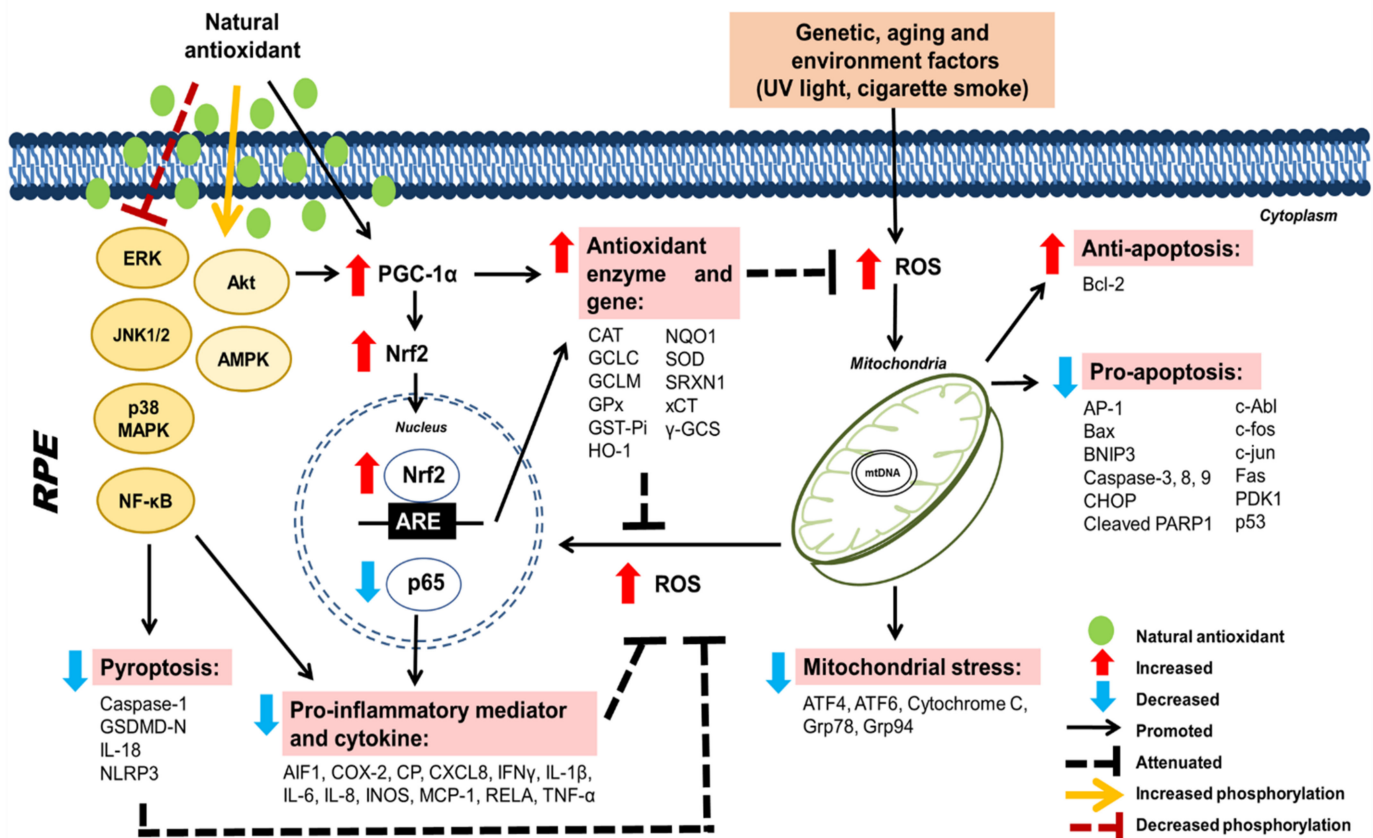 Natural
antioxidant
Genetic, aging and
environment factors
(UV light, cigarette smoke)
Cytoplasm
ERK
Akt
JNK1/2
AMPK
p38
MAPK
NF-κB
RPE
PGC-1α
Nrf2
Nucleus
Nrf2
ARE
p65
Antioxidant
enzyme and
gene:
CAT
GCLC
GCLM
GPx
GST-Pi
HO-1
NQO1
SOD
SRXN1
xCT
γ-GCS
ROS
Mitochondria
mtDNA
ROS
Anti-apoptosis:
Bcl-2
Pro-apoptosis:
AP-1
Bax
BNIP3
Caspase-3, 8, 9
CHOP
Cleaved PARP1
c-Abl
c-fos
c-jun
Fas
PDK1
p53
Pyroptosis:
Caspase-1
GSDMD-N
IL-18
NLRP3
Pro-inflammatory mediator
and cytokine:
AIF1, COX-2, CP, CXCL8, IFNγ, IL-1β,
IL-6, IL-8, INOS, MCP-1, RELA, TNF-α
Mitochondrial stress:
ATF4, ATF6, Cytochrome C,
Grp78, Grp94
Natural antioxidant
Increased
Decreased
Promoted
Attenuated
Increased phosphorylation
Decreased phosphorylation